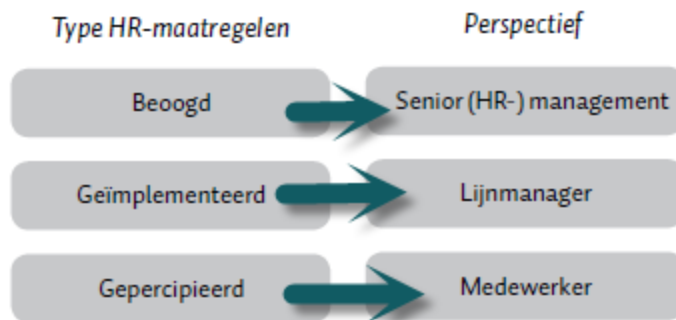 Type HR-maatregelen
Perspectief
Beoogd
Senior (HR-) management
Geïmplementeerd
Lijnmanager
Gepercipieerd
Medewerker